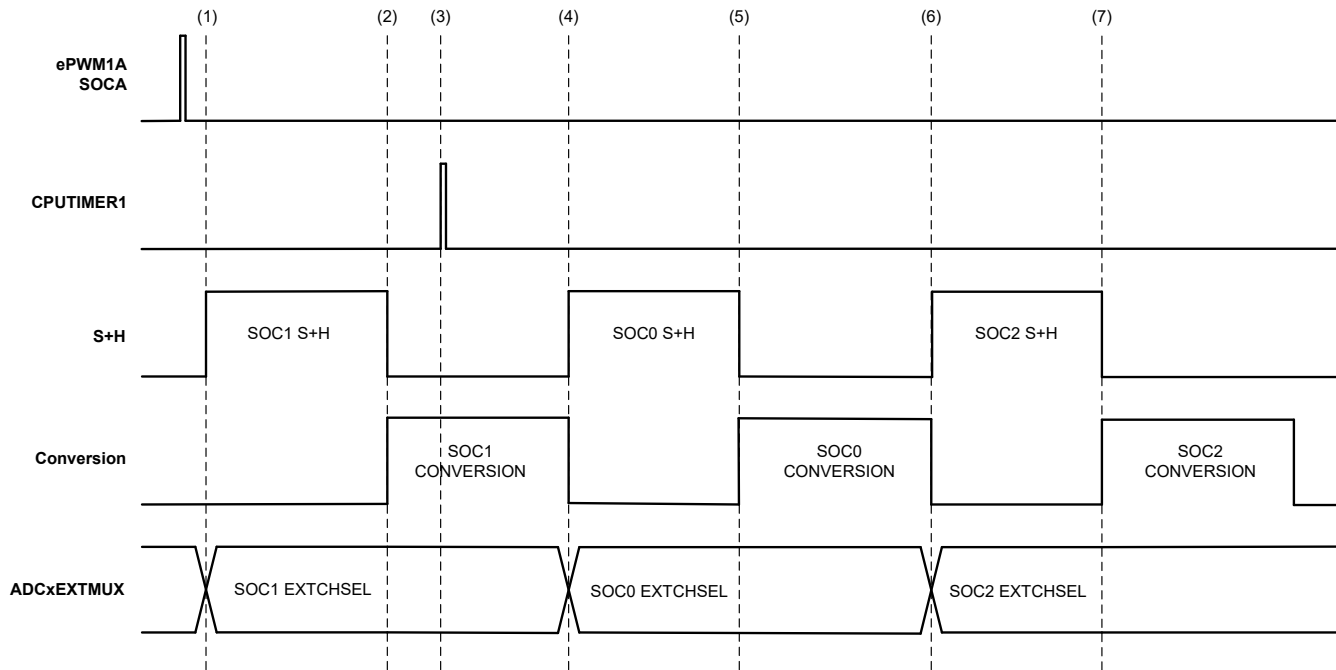 (1) (2) (3) (4) (5) (6) (7)
ePWM1A
SOCA
CPUTIMER1
S+H
SOC1 S+H
SOC0 S+H
SOC2 S+H
Conversion
SOC1
CONVERSION
SOC0
CONVERSION
SOC2
CONVERSION
ADCxEXTMUX
SOC1 EXTCHSEL
SOC0 EXTCHSEL
SOC2 EXTCHSEL